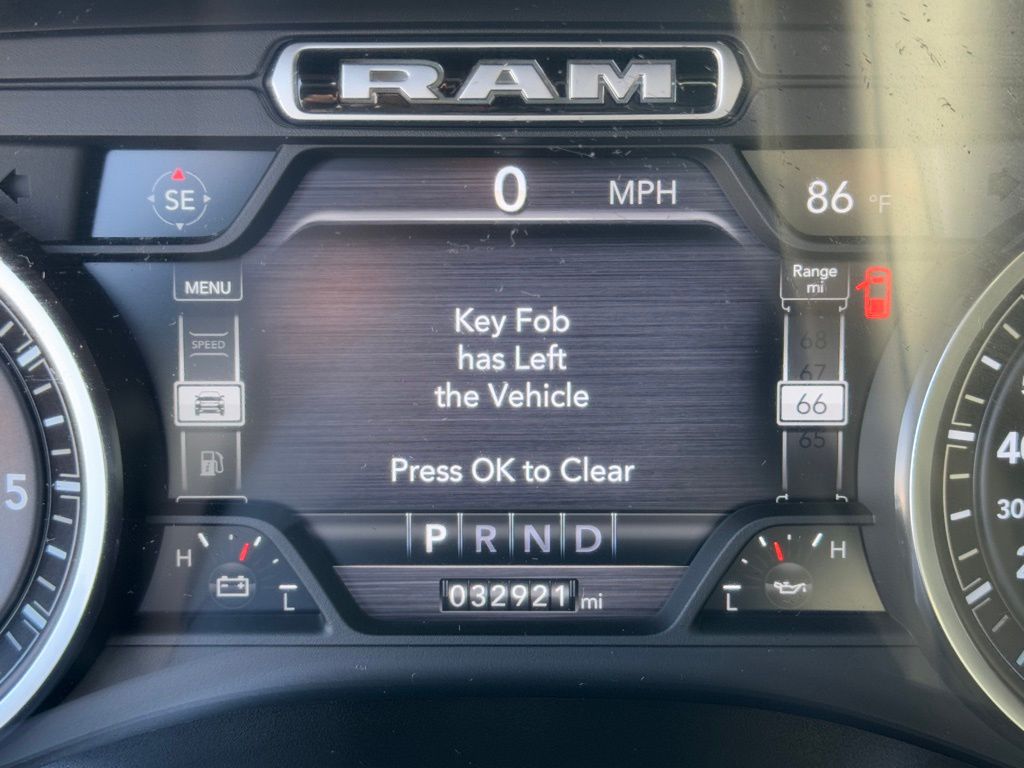 RAM
SE
0 MPH
86 °F
MENU
SPEED
Range
mi
68
67
66
65
Key Fob
has Left
the Vehicle
Press OK to Clear
P R N D
H
L
032921 mi
H
L
5
40
30
2